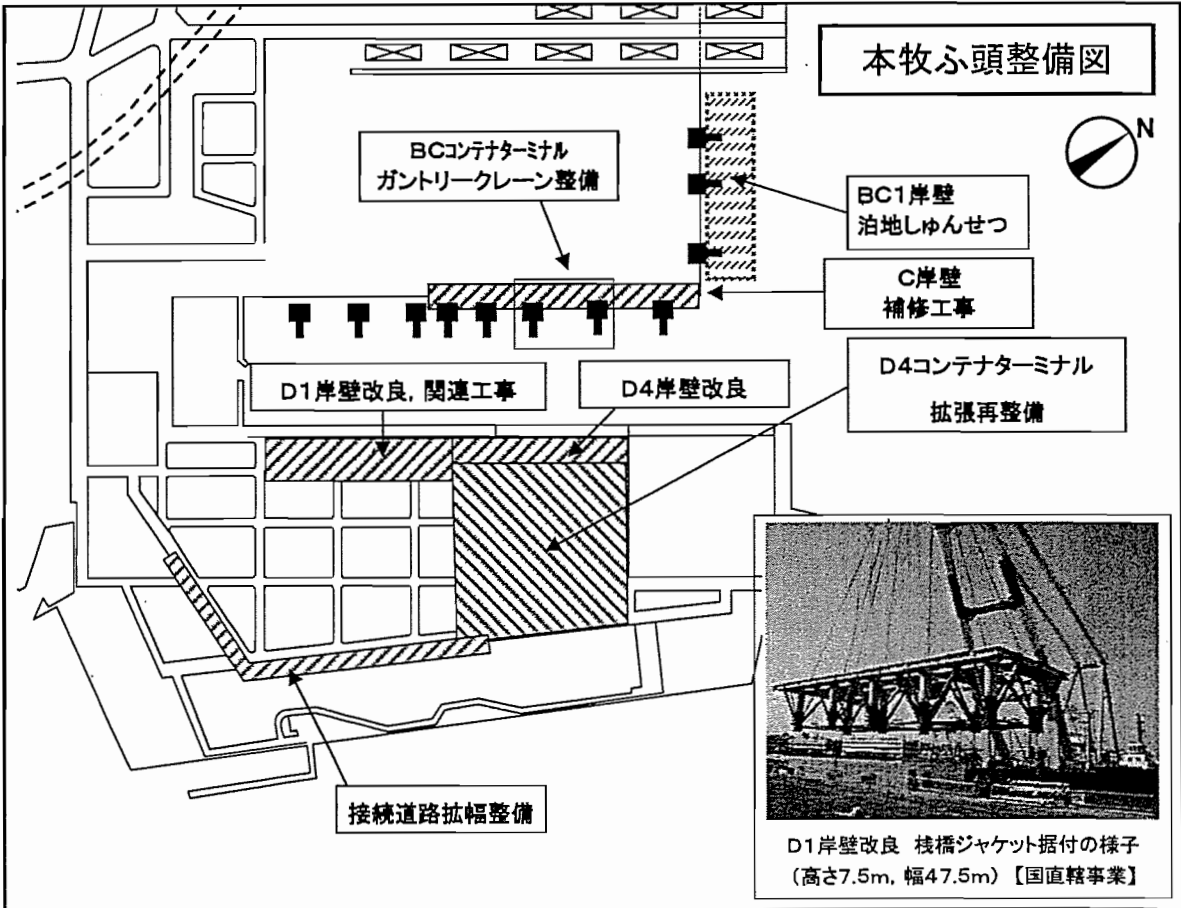 本牧ふ頭整備図
N
BCコンテナターミナル
ガントリークレーン整備
BC1岸壁
泊地しゅんせつ
C岸壁
補修工事
D1岸壁改良，関連工事
D4岸壁改良
D4コンテナターミナル
拡張再整備
接続道路拡幅整備
D1岸壁改良 桟橋ジャケット据付の様子
(高さ7.5m，幅47.5m) 【国直轄事業】